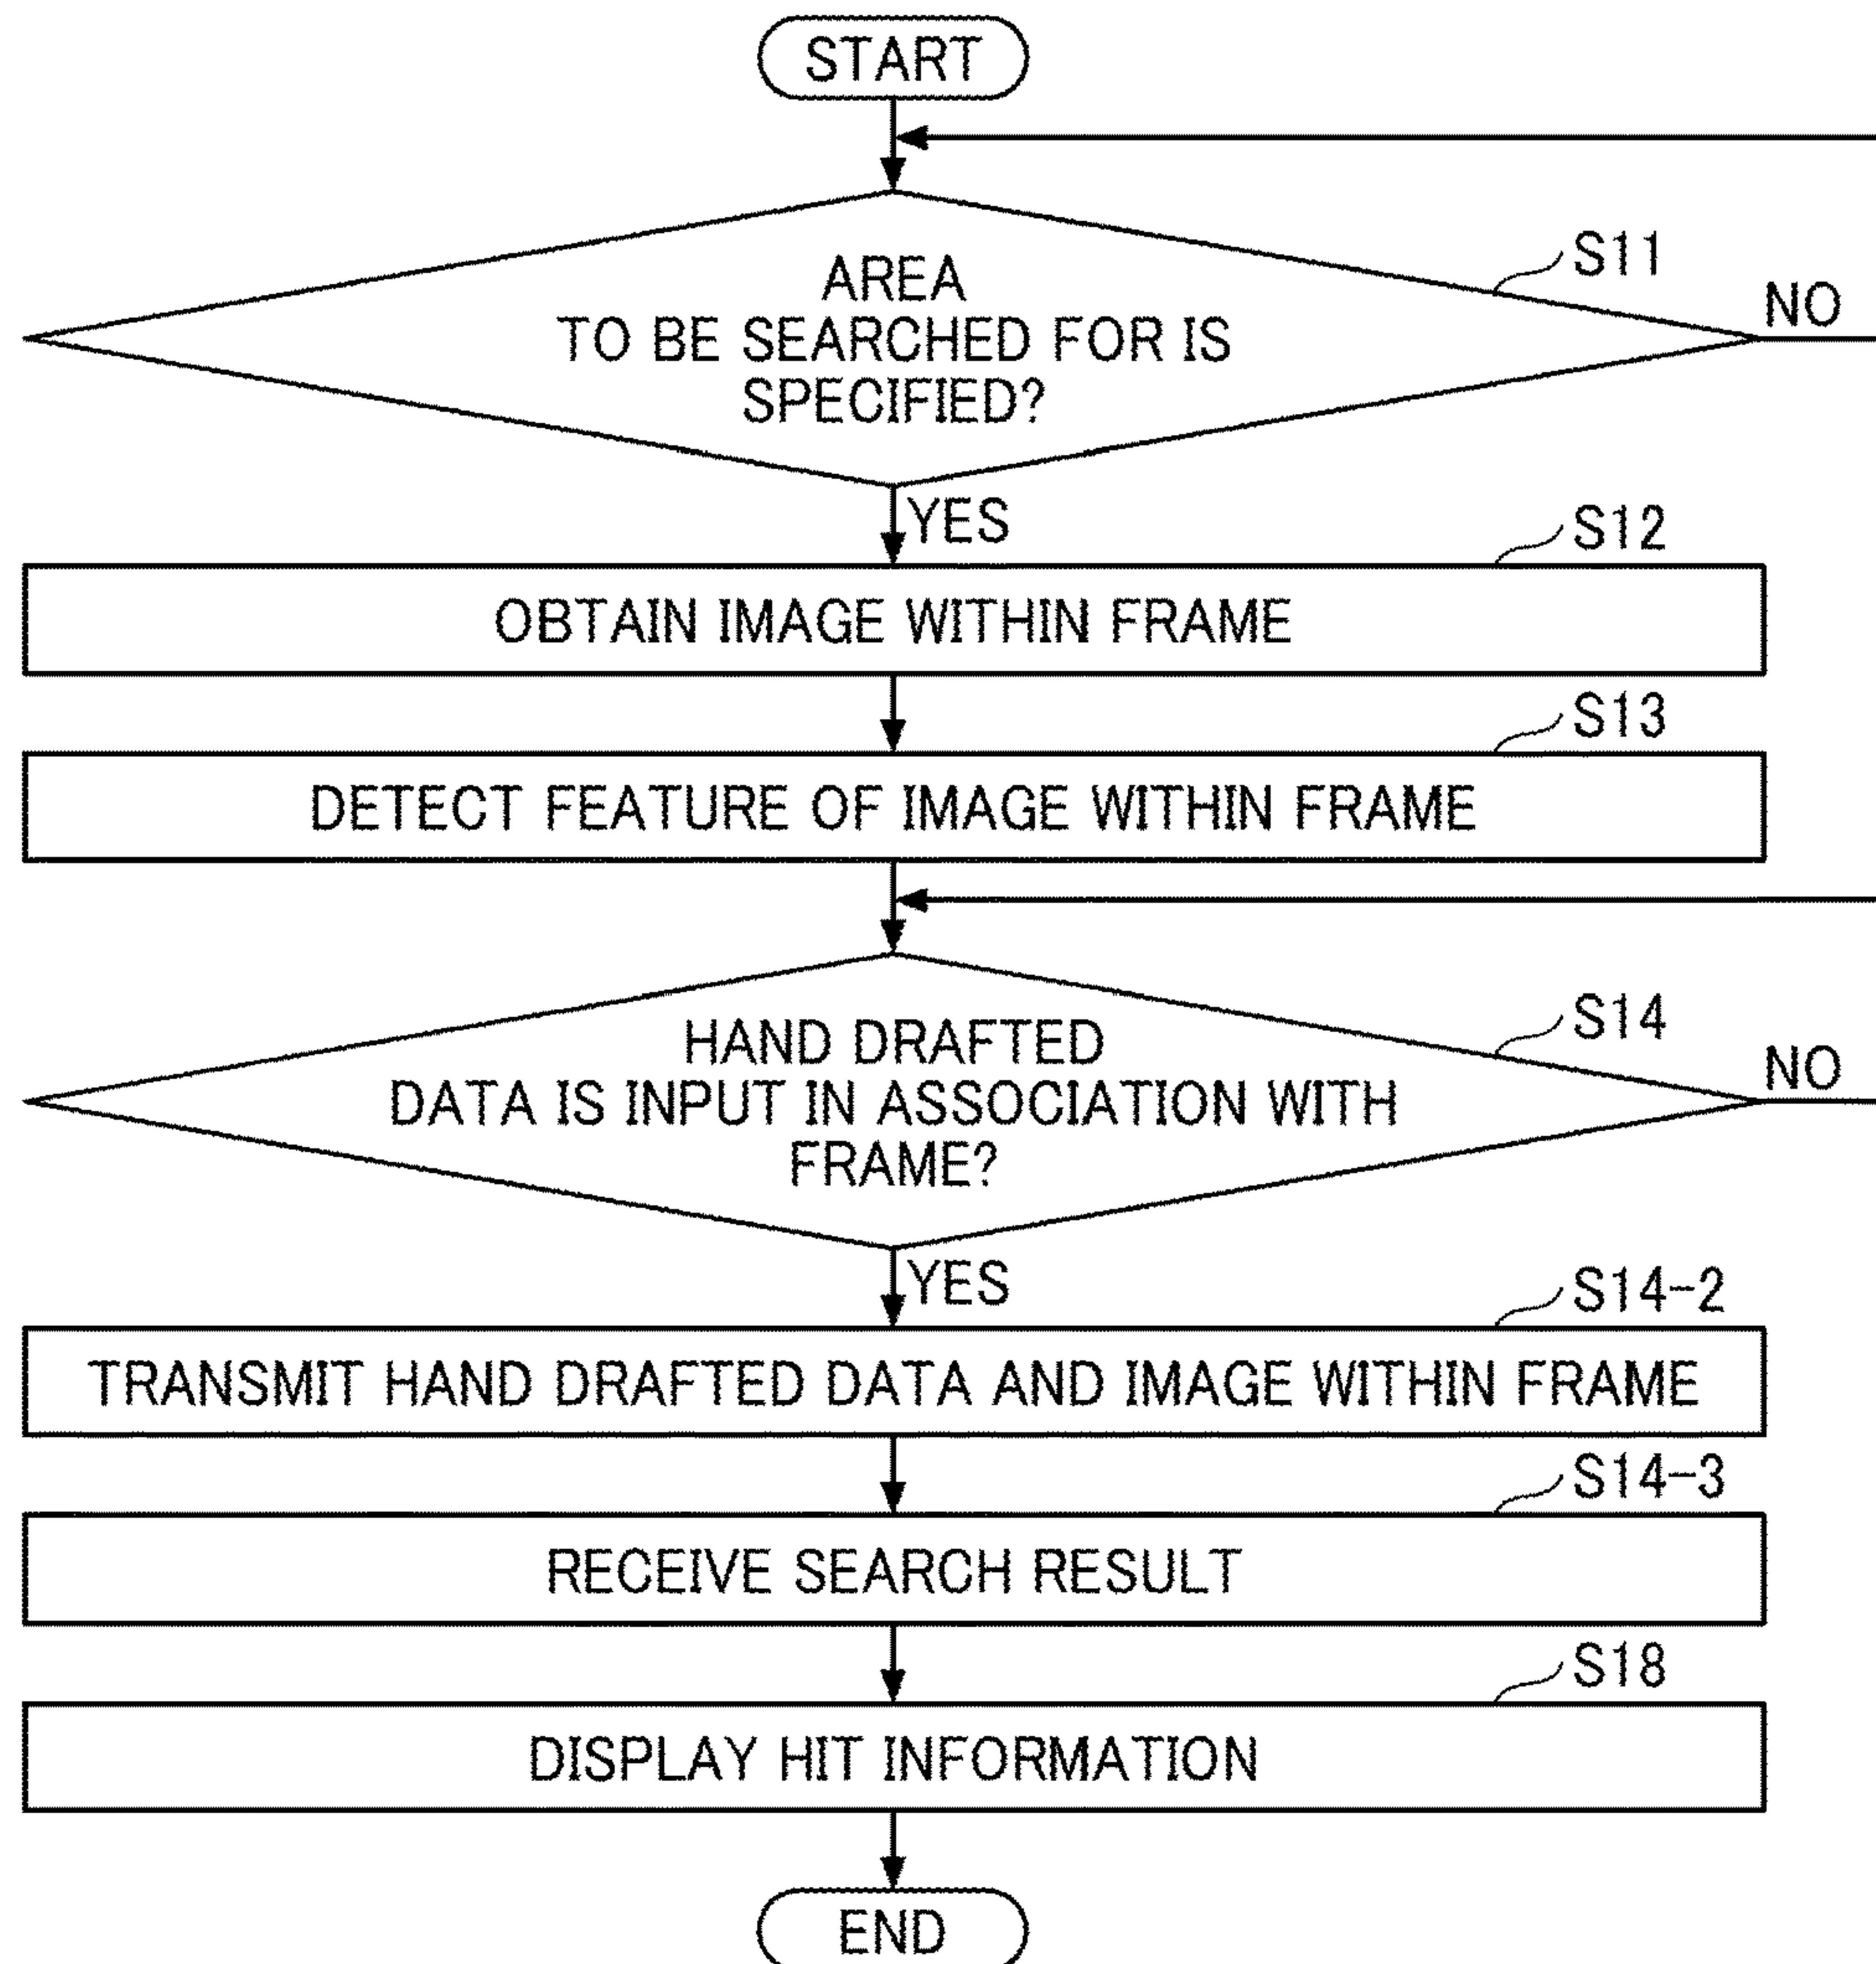 START
AREA
TO BE SEARCHED FOR IS
SPECIFIED?
S11
NO
YES
S12
OBTAIN IMAGE WITHIN FRAME
S13
DETECT FEATURE OF IMAGE WITHIN FRAME
HAND DRAFTED
DATA IS INPUT IN ASSOCIATION WITH
FRAME?
S14
NO
YES
S14-2
TRANSMIT HAND DRAFTED DATA AND IMAGE WITHIN FRAME
S14-3
RECEIVE SEARCH RESULT
S18
DISPLAY HIT INFORMATION
END